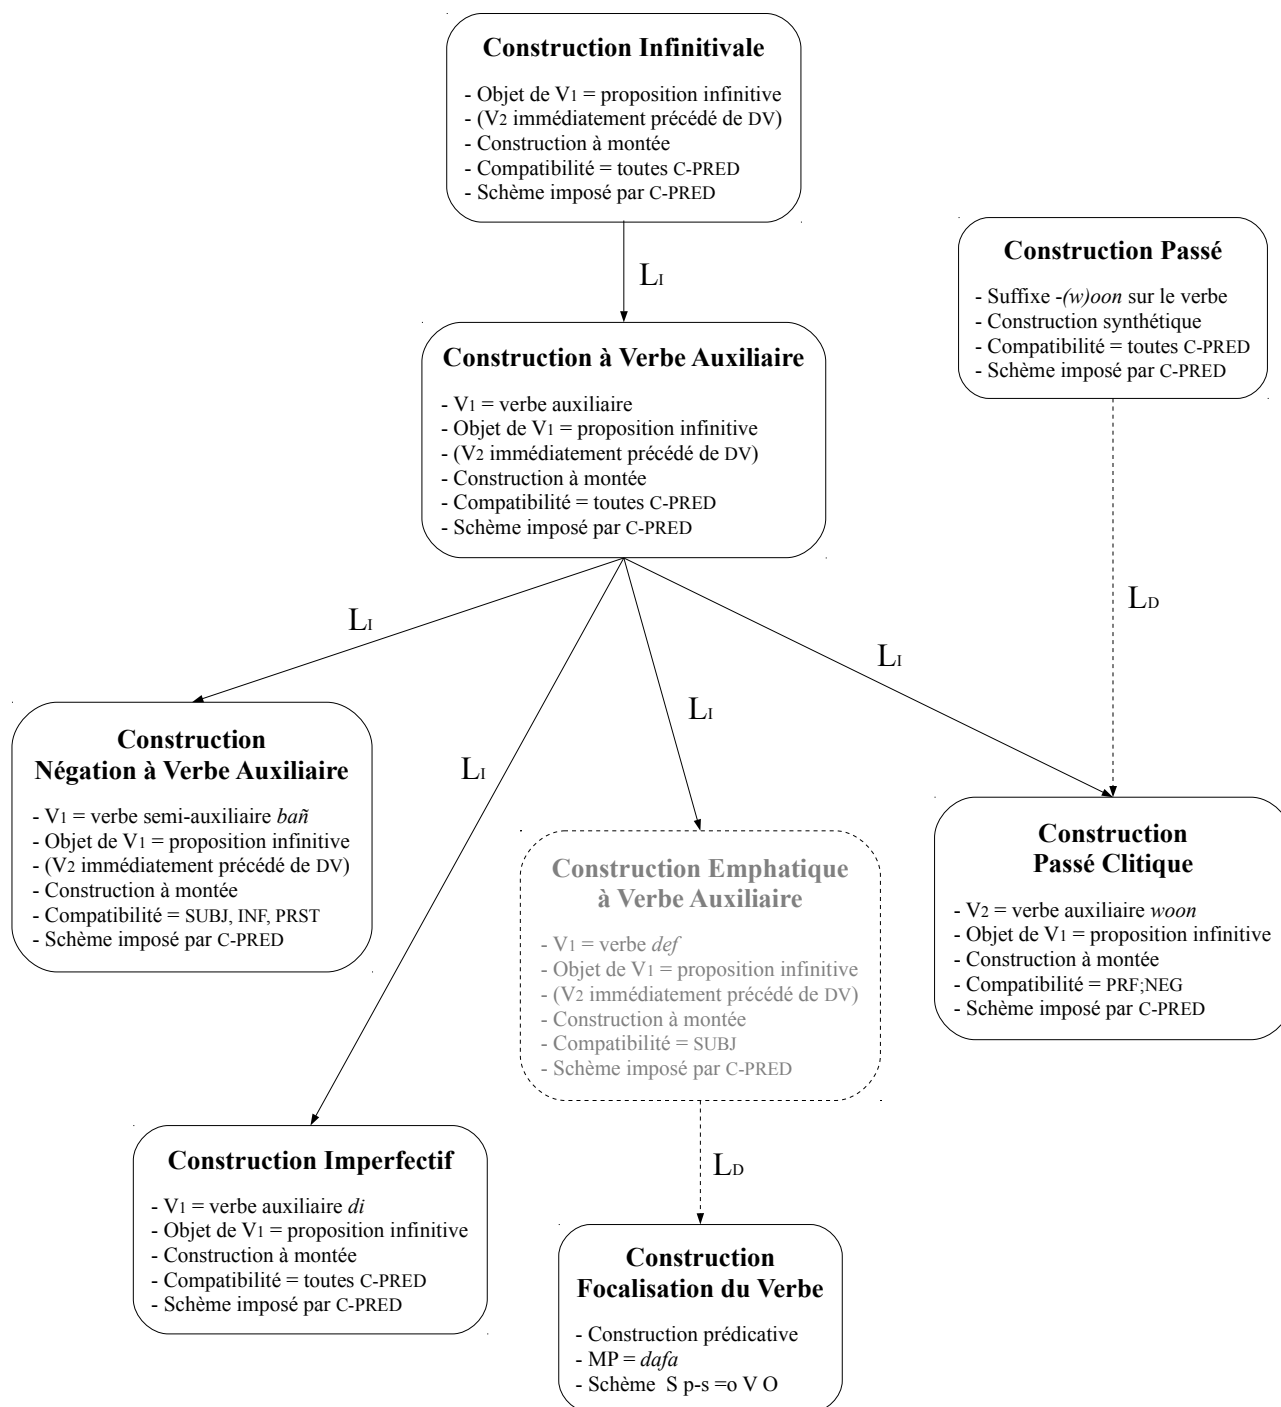 Construction Infinitivale
- Objet de V1 = proposition infinitive
- (V2 immédiatement précédé de DV)
- Construction à montée
- Compatibilité = toutes C-PRED
- Schème imposé par C-PRED
LI
Construction Passé
- Suffixe -(w)oon sur le verbe
- Construction synthétique
- Compatibilité = toutes C-PRED
- Schème imposé par C-PRED
Construction à Verbe Auxiliaire
- V1 = verbe auxiliaire
- Objet de V1 = proposition infinitive
- (V2 immédiatement précédé de DV)
- Construction à montée
- Compatibilité = toutes C-PRED
- Schème imposé par C-PRED
LD
LI
LI
LI
LI
Construction
Négation à Verbe Auxiliaire
- V1 = verbe semi-auxiliaire bañ
- Objet de V1 = proposition infinitive
- (V2 immédiatement précédé de DV)
- Construction à montée
- Compatibilité = SUBJ, INF, PRST
- Schème imposé par C-PRED
Construction Emphatique
à Verbe Auxiliaire
- V1 = verbe def
- Objet de V1 = proposition infinitive
- (V2 immédiatement précédé de DV)
- Construction à montée
- Compatibilité = SUBJ
- Schème imposé par C-PRED
Construction
Passé Clitique
- V2 = verbe auxiliaire woon
- Objet de V1 = proposition infinitive
- Construction à montée
- Compatibilité = PRF;NEG
- Schème imposé par C-PRED
Construction Imperfectif
- V1 = verbe auxiliaire di
- Objet de V1 = proposition infinitive
- Construction à montée
- Compatibilité = toutes C-PRED
- Schème imposé par C-PRED
LD
Construction
Focalisation du Verbe
- Construction prédicative
- MP = dafa
- Schème S p-s =o V O